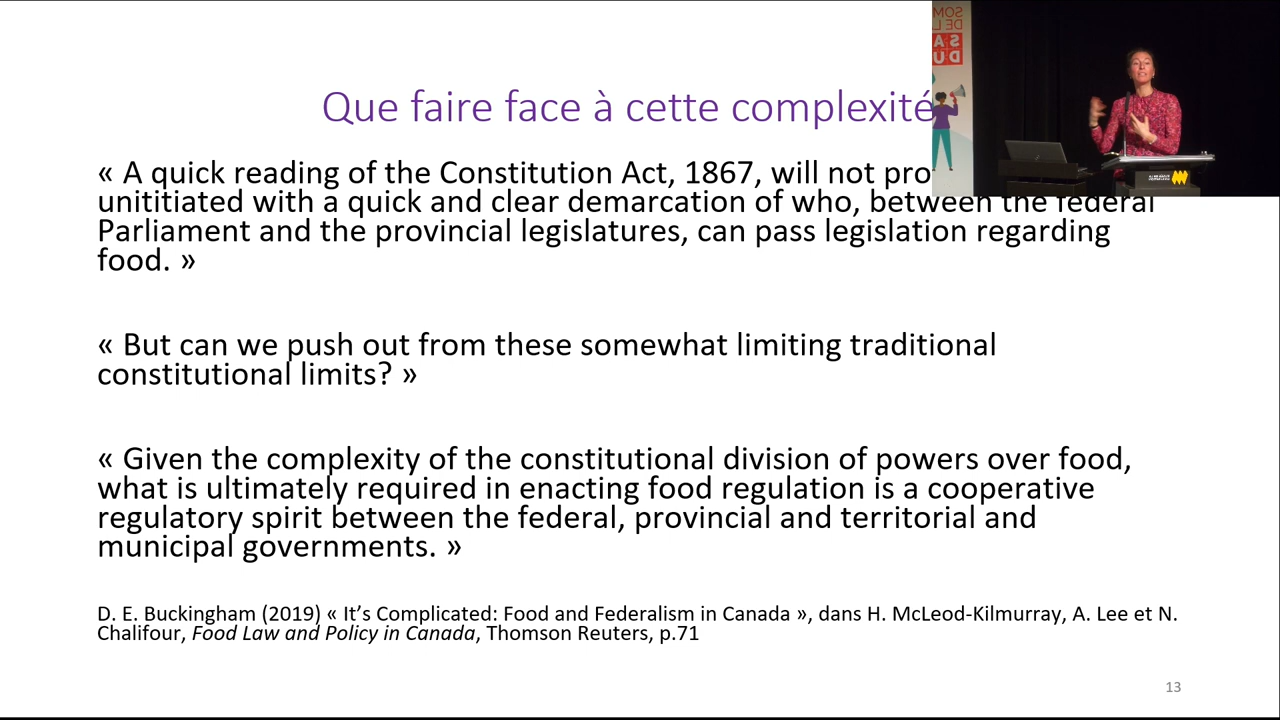 Que faire face à cette complexité
« A quick reading of the Constitution Act, 1867, will not pro
unititiated with a quick and clear demarcation of who, between the federal
Parliament and the provincial legislatures, can pass legislation regarding
food. »
« But can we push out from these somewhat limiting traditional
constitutional limits? »
« Given the complexity of the constitutional division of powers over food,
what is ultimately required in enacting food regulation is a cooperative
regulatory spirit between the federal, provincial and territorial and
municipal governments. »
D. E. Buckingham (2019) « It’s Complicated: Food and Federalism in Canada », dans H. McLeod-Kilmurray, A. Lee et N.
Chalifour, Food Law and Policy in Canada, Thomson Reuters, p.71
13
SOM
DE L
SA
DU